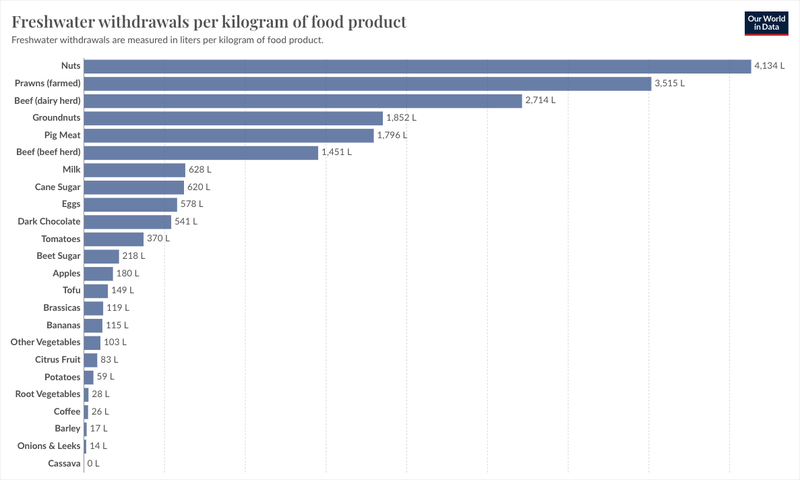 Freshwater withdrawals per kilogram of food product
Freshwater withdrawals are measured in liters per kilogram of food product.
Our World
in Data
Nuts 4,134 L
Prawns (farmed) 3,515 L
Beef (dairy herd) 2,714 L
Groundnuts 1,852 L
Pig Meat 1,796 L
Beef (beef herd) 1,451 L
Milk 628 L
Cane Sugar 620 L
Eggs 578 L
Dark Chocolate 541 L
Tomatoes 370 L
Beet Sugar 218 L
Apples 180 L
Tofu 149 L
Brassicas 119 L
Bananas 115 L
Other Vegetables 103 L
Citrus Fruit 83 L
Potatoes 59 L
Root Vegetables 28 L
Coffee 26 L
Barley 17 L
Onions & Leeks 14 L
Cassava 0 L